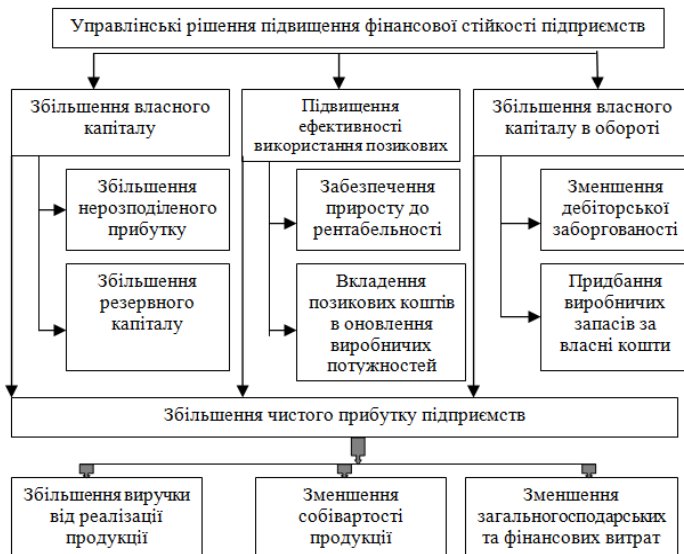 Управлінські рішення підвищення фінансової стійкості підприємств
Збільшення власного
капіталу
Підвищення
ефективності
використання позикових
Збільшення власного
капіталу в обороті
Збільшення
нерозподіленого
прибутку
Забезпечення
приросту до
рентабельності
Зменшення
дебіторської
заборгованості
Збільшення
резервного
капіталу
Вкладення
позикових коштів
в оновлення
виробничих
потужностей
Придбання
виробничих
запасів за
власні кошти
Збільшення чистого прибутку підприємств
Збільшення виручки
від реалізації
продукції
Зменшення
собівартості
продукції
Зменшення
загальногосподарських
та фінансових витрат